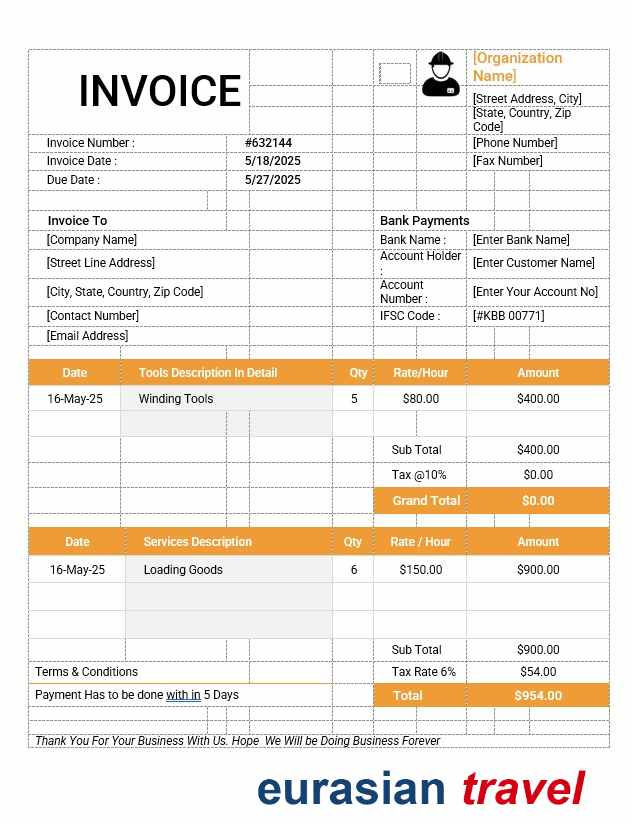 INVOICE
[Organization
Name]
[Street Address, City]
[State, Country, Zip
Code]
Invoice Number : #632144 [Phone Number]
Invoice Date : 5/18/2025 [Fax Number]
Due Date : 5/27/2025
Invoice To Bank Payments
[Company Name] Bank Name : [Enter Bank Name]
[Street Line Address] Account Holder : [Enter Customer Name]
[City, State, Country, Zip Code] Account Number : [Enter Your Account No]
[Contact Number] IFSC Code : [#KBB 00771]
[Email Address]
Date Tools Description In Detail Qty Rate/Hour Amount
16-May-25 Winding Tools 5 $80.00 $400.00
Sub Total $400.00
Tax @10% $0.00
Grand Total $0.00
Date Services Description Qty Rate / Hour Amount
16-May-25 Loading Goods 6 $150.00 $900.00
Sub Total $900.00
Terms & Conditions Tax Rate 6% $54.00
Payment Has to be done with in 5 Days Total $954.00
Thank You For Your Business With Us. Hope We Will be Doing Business Forever
eurasian travel